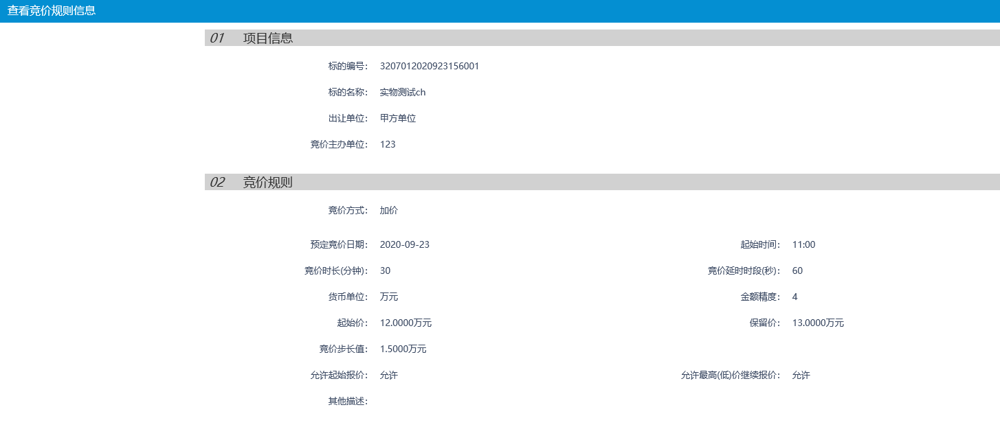 查看竞价规则信息
01 项目信息
标的编号： 3207012020923156001
标的名称： 实物测试ch
出让单位： 甲方单位
竞价主办单位： 123
02 竞价规则
竞价方式： 加价
预定竞价日期： 2020-09-23 起始时间： 11:00
竞价时长(分钟)： 30 竞价延时时段(秒)： 60
货币单位： 万元 金额精度： 4
起始价： 12.0000万元 保留价： 13.0000万元
竞价步长值： 1.5000万元
允许起始报价： 允许 允许最高(低)价继续报价： 允许
其他描述：